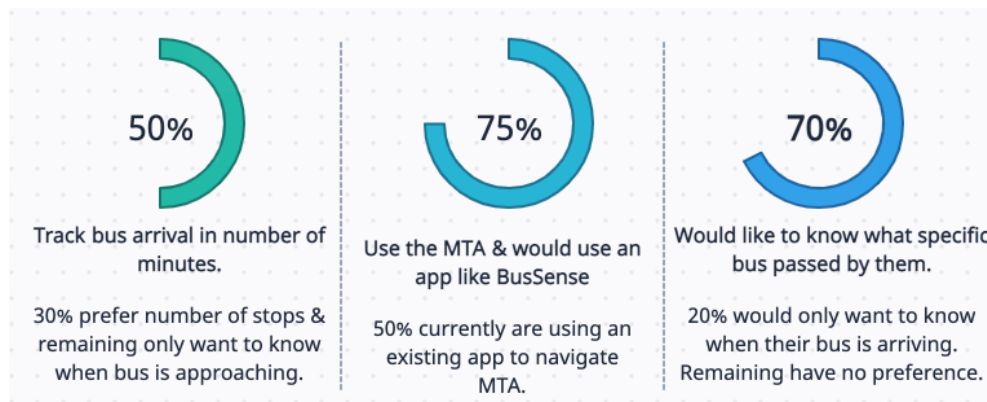 50%
Track bus arrival in number of
minutes.
30% prefer number of stops &
remaining only want to know
when bus is approaching.
75%
Use the MTA & would use an
app like BusSense
50% currently are using an
existing app to navigate
MTA.
70%
Would like to know what specific
bus passed by them.
20% would only want to know
when their bus is arriving.
Remaining have no preference.